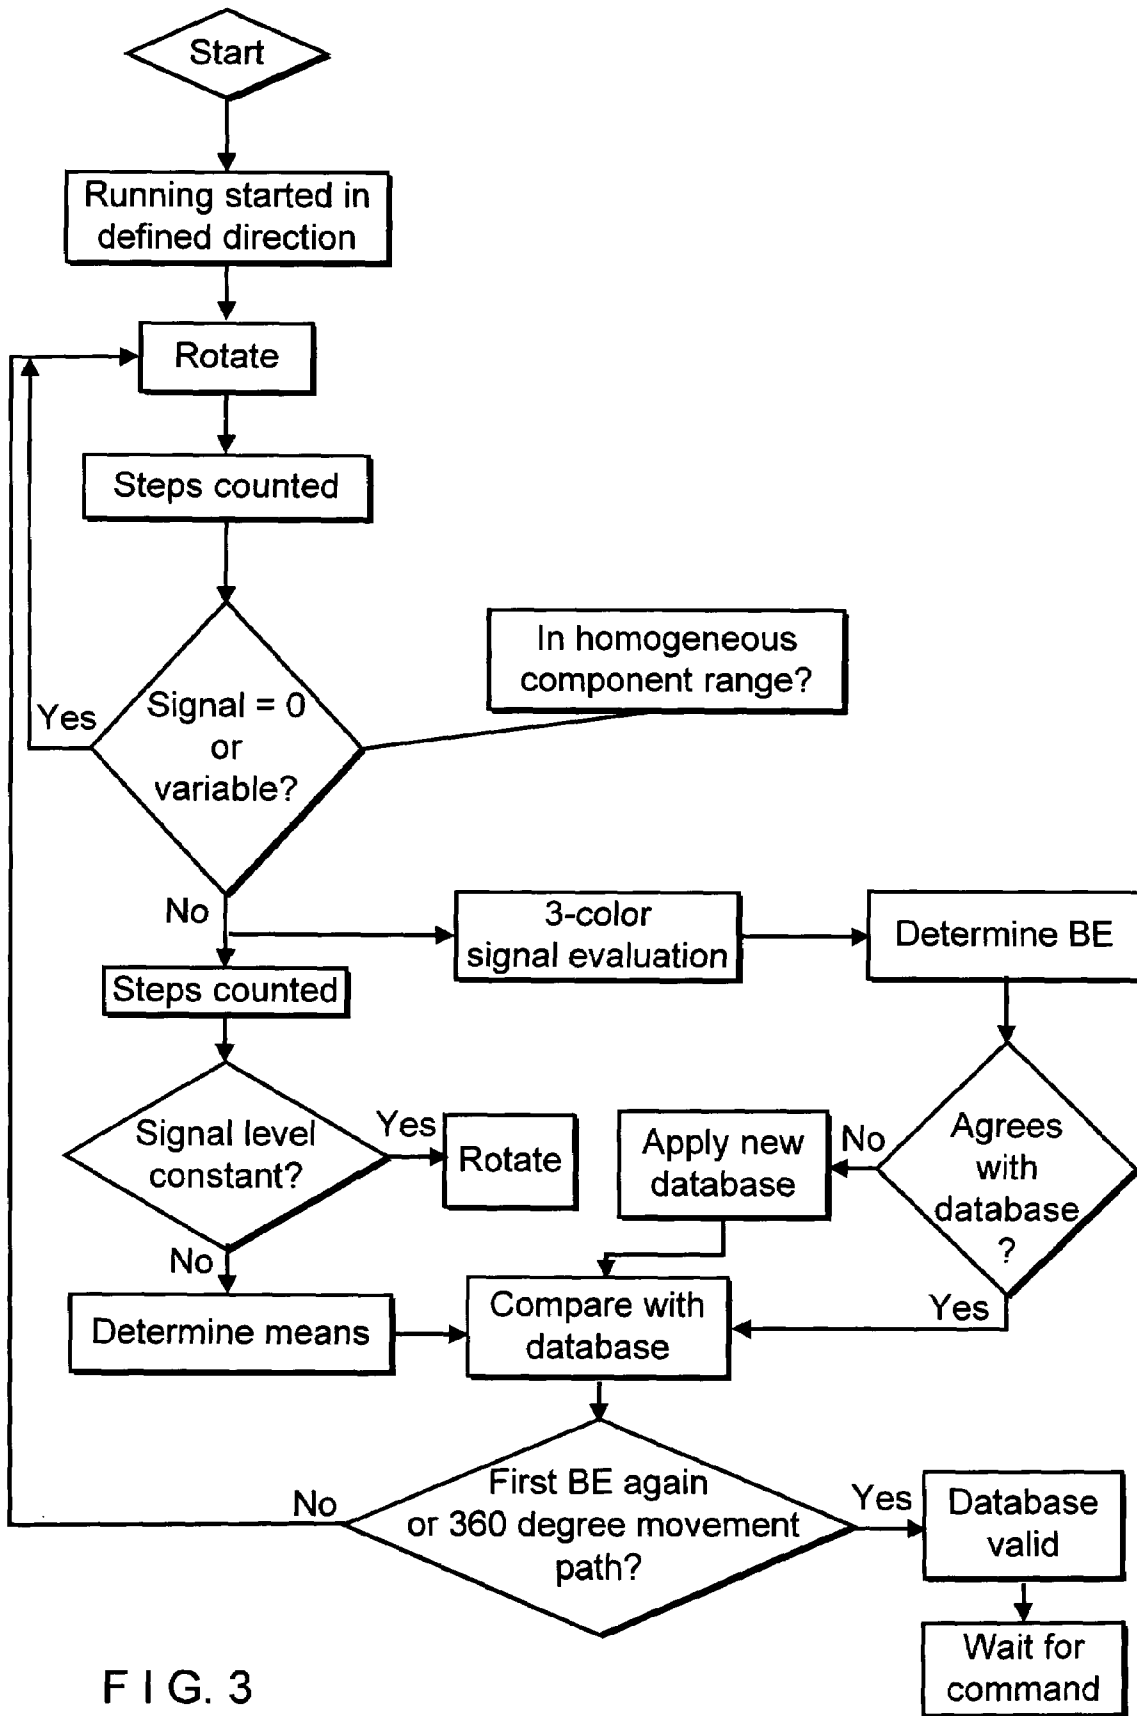 Start
Running started in
defined direction
Rotate
Steps counted
In homogeneous
component range?
Signal = 0
or
variable?
Yes
No
3-color
signal evaluation
Determine BE
Steps counted
Signal level
constant?
Yes
Rotate
Apply new
database
No
Agrees
with
database
?
No
Yes
Determine means
Compare with
database
First BE again
or 360 degree movement
path?
No
Yes
Database
valid
Wait for
command
F I G. 3